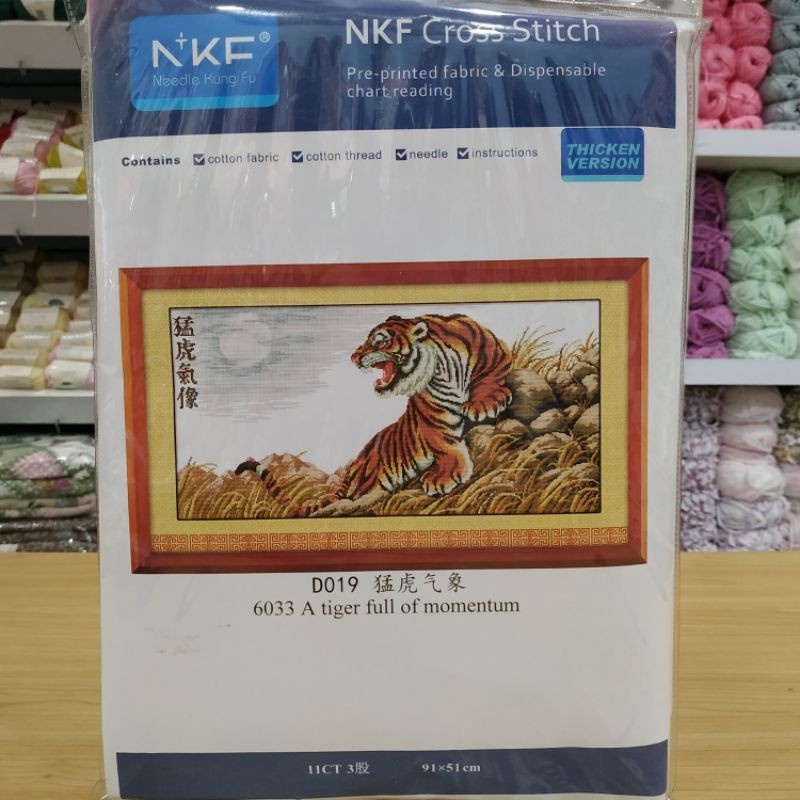 NKF®
Needle Kung Fu
NKF Cross Stitch
Pre-printed fabric & Dispensable
chart reading
Contains cotton fabric cotton thread needle instructions
THICKEN
VERSION
猛虎氣像
D019 猛虎气象
6033 A tiger full of momentum
11CT 3股 91×51cm